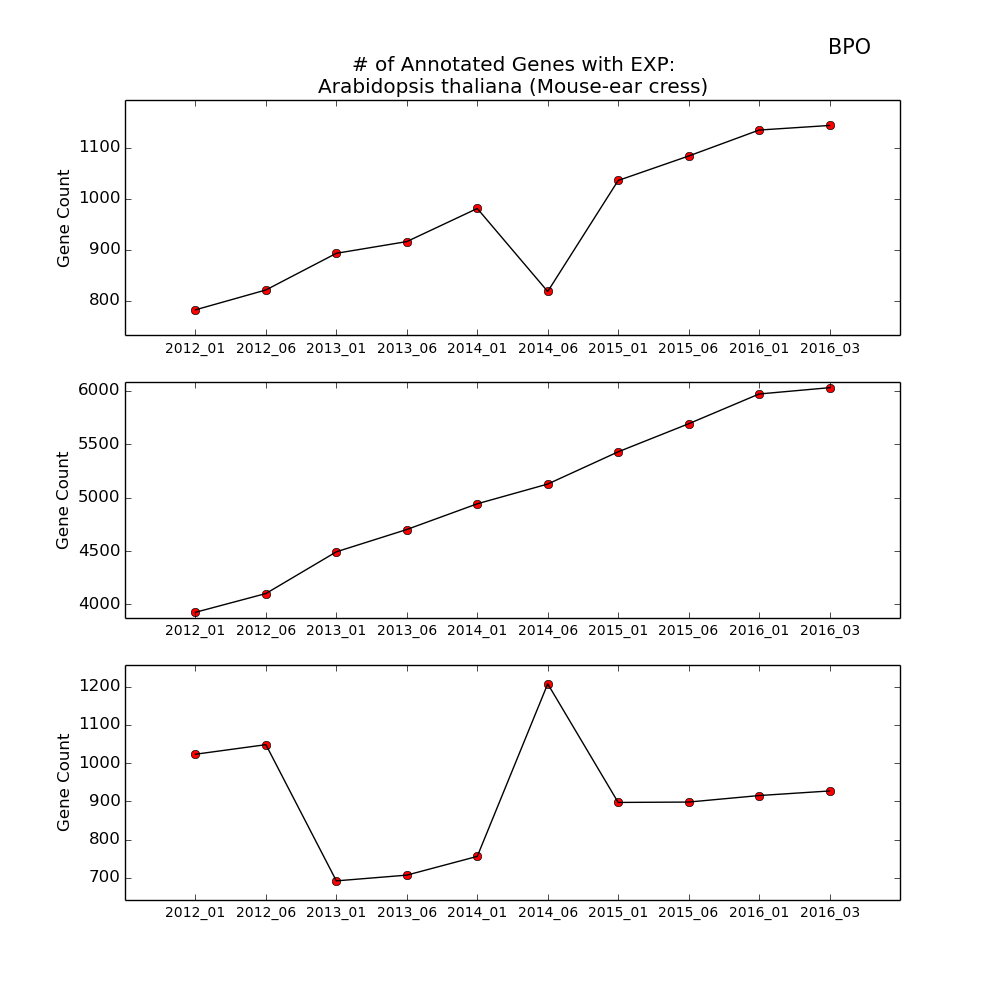 BPO
# of Annotated Genes with EXP:
Arabidopsis thaliana (Mouse-ear cress)
1100
1000
900
800
Gene Count
2012_01 2012_06 2013_01 2013_06 2014_01 2014_06 2015_01 2015_06 2016_01 2016_03
6000
5500
5000
4500
4000
Gene Count
2012_01 2012_06 2013_01 2013_06 2014_01 2014_06 2015_01 2015_06 2016_01 2016_03
1200
1100
1000
900
800
700
Gene Count
2012_01 2012_06 2013_01 2013_06 2014_01 2014_06 2015_01 2015_06 2016_01 2016_03